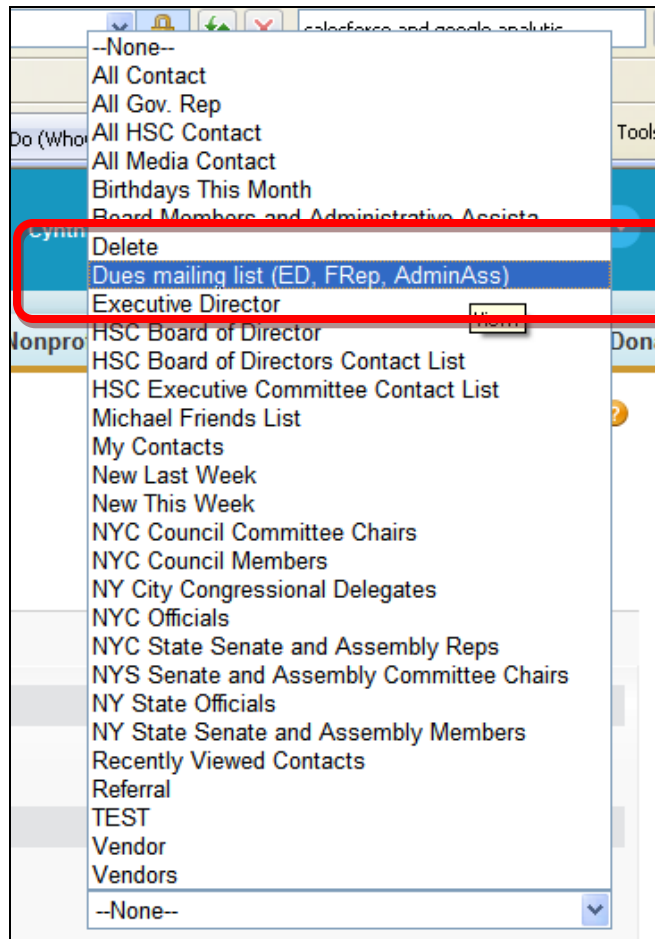 salesforce and google analytic
--None--
All Contact
All Gov. Rep
Do (Who
All HSC Contact
Tools
All Media Contact
Birthdays This Month
Board Members and Administrative Assista
Cynth
Delete
Dues mailing list (ED, FRep, AdminAss)
Executive Director
View
Nonpro
HSC Board of Director
Dona
HSC Board of Directors Contact List
HSC Executive Committee Contact List
?
Michael Friends List
My Contacts
New Last Week
New This Week
NYC Council Committee Chairs
NYC Council Members
NY City Congressional Delegates
NYC Officials
NYC State Senate and Assembly Reps
NYS Senate and Assembly Committee Chairs
NY State Officials
NY State Senate and Assembly Members
Recently Viewed Contacts
Referral
TEST
Vendor
Vendors
--None--